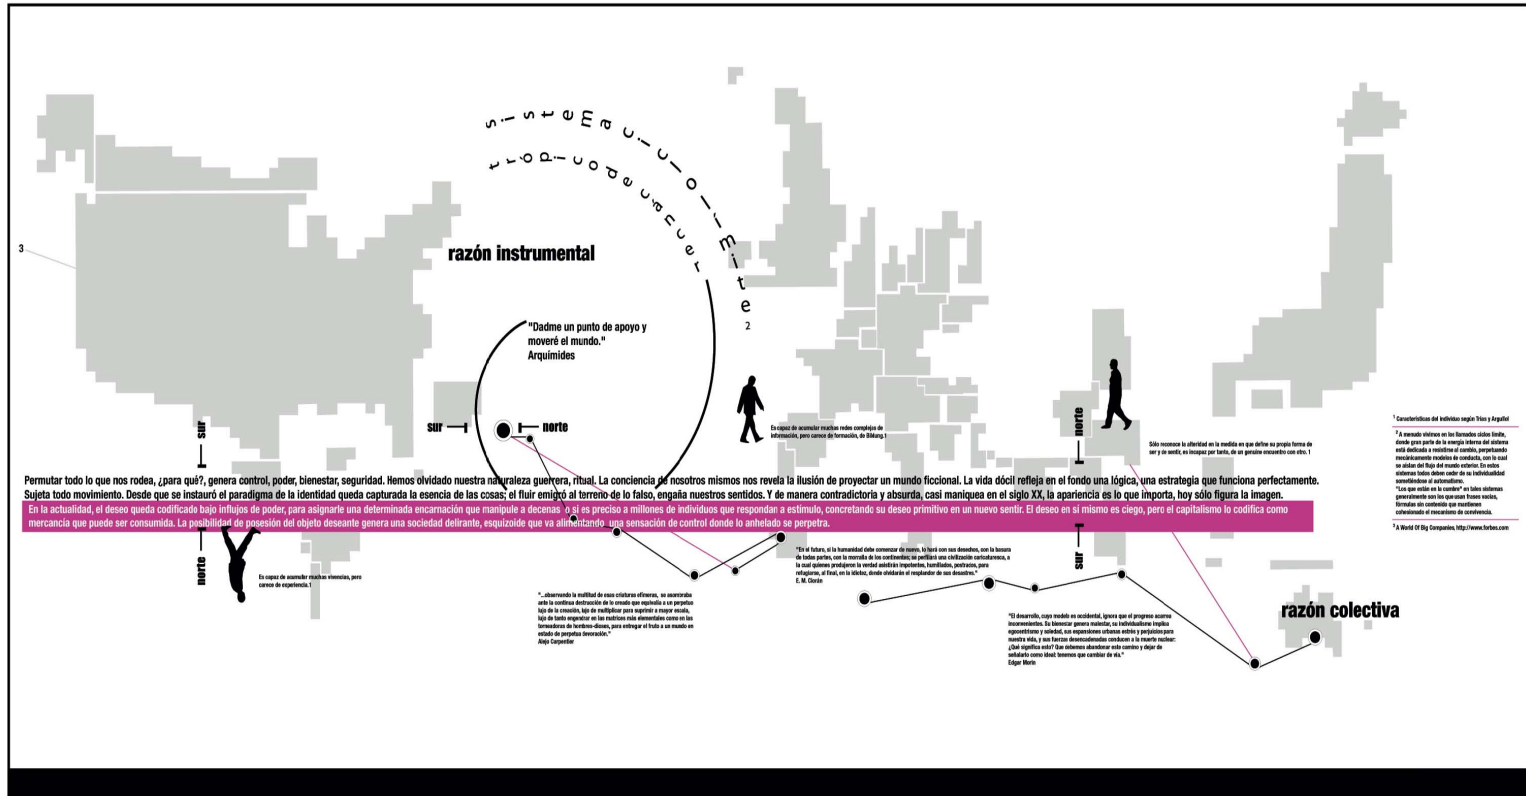 sistemaciclolímite
2
trópicodecáncer
3
razón instrumental
"Dadme un punto de apoyo y
moveré el mundo."
Arquímides
sur
sur
norte
norte
Es capaz de acumular muchas redes complejas de
información, pero carece de formación, de Bildung.1
Sólo reconoce la alteridad en la medida en que define su propia forma de
ser y de sentir, es incapaz por tanto, de un genuino encuentro con otro. 1
1 Características del individuo según Trías y Argullol
2 A menudo vivimos en los llamados ciclos límite,
donde gran parte de la energía interna del sistema
está dedicada a resistirse al cambio, perpetuando
mecánicamente modelos de conducta, con lo cual
se aíslan del flujo del mundo exterior. En estos
sistemas todos deben ceder de su individualidad
sometiéndose al automatismo.
"Los que están en la cumbre" en tales sistemas
generalmente son los que usan frases vacías,
fórmulas sin contenido que mantienen
cohesionado el mecanismo de convivencia.
3 A World Of Big Companies, http://www.forbes.com
Permutar todo lo que nos rodea, ¿para qué?, genera control, poder, bienestar, seguridad. Hemos olvidado nuestra naturaleza guerrera, ritual. La conciencia de nosotros mismos nos revela la ilusión de proyectar un mundo ficcional. La vida dócil refleja en el fondo una lógica, una estrategia que funciona perfectamente.
Sujeta todo movimiento. Desde que se instauró el paradigma de la identidad queda capturada la esencia de las cosas; el fluir emigró al terreno de lo falso, engaña nuestros sentidos. Y de manera contradictoria y absurda, casi maniquea en el siglo XX, la apariencia es lo que importa, hoy sólo figura la imagen.
En la actualidad, el deseo queda codificado bajo influjos de poder, para asignarle una determinada encarnación que manipule a decenas y si es preciso a millones de individuos que respondan a estímulo, concretando su deseo primitivo en un nuevo sentir. El deseo en sí mismo es ciego, pero el capitalismo lo codifica como
mercancía que puede ser consumida. La posibilidad de posesión del objeto deseante genera una sociedad delirante, esquizoide que va alimentando una sensación de control donde lo anhelado se perpetra.
norte
sur
Es capaz de acumular muchas vivencias, pero
carece de experiencia.1
"En el futuro, si la humanidad debe comenzar de nuevo, lo hará con sus desechos, con la basura
de todas partes, con la morralla de los continentes; se perfilará una civilización caricaturesca, a
la cual quienes produjeron la verdad asistirán impotentes, humillados, postrados, para
refugiarse, al final, en la idiotez, donde olvidarán el resplandor de sus desastres."
E. M. Ciorán
"...observando la multitud de esas criaturas efímeras, se asombraba
ante la continua destrucción de lo creado que equivalía a un perpetuo
lujo de la creación, lujo de multiplicar para suprimir a mayor escala,
lujo de tanto engendrar en las matrices más elementales como en las
torneadoras de hombres-dioses, para entregar el fruto a un mundo en
estado de perpetua devoración."
Alejo Carpentier
"El desarrollo, cuyo modelo es occidental, ignora que el progreso acarrea
inconvenientes. Su bienestar genera malestar, su individualismo implica
egocentrismo y soledad, sus expansiones urbanas estrés y perjuicios para
nuestra vida, y sus fuerzas desencadenadas conducen a la muerte nuclear:
¿Qué significa esto? Que debemos abandonar este camino y dejar de
señalarlo como ideal: tenemos que cambiar de vía."
Edgar Morin
razón colectiva